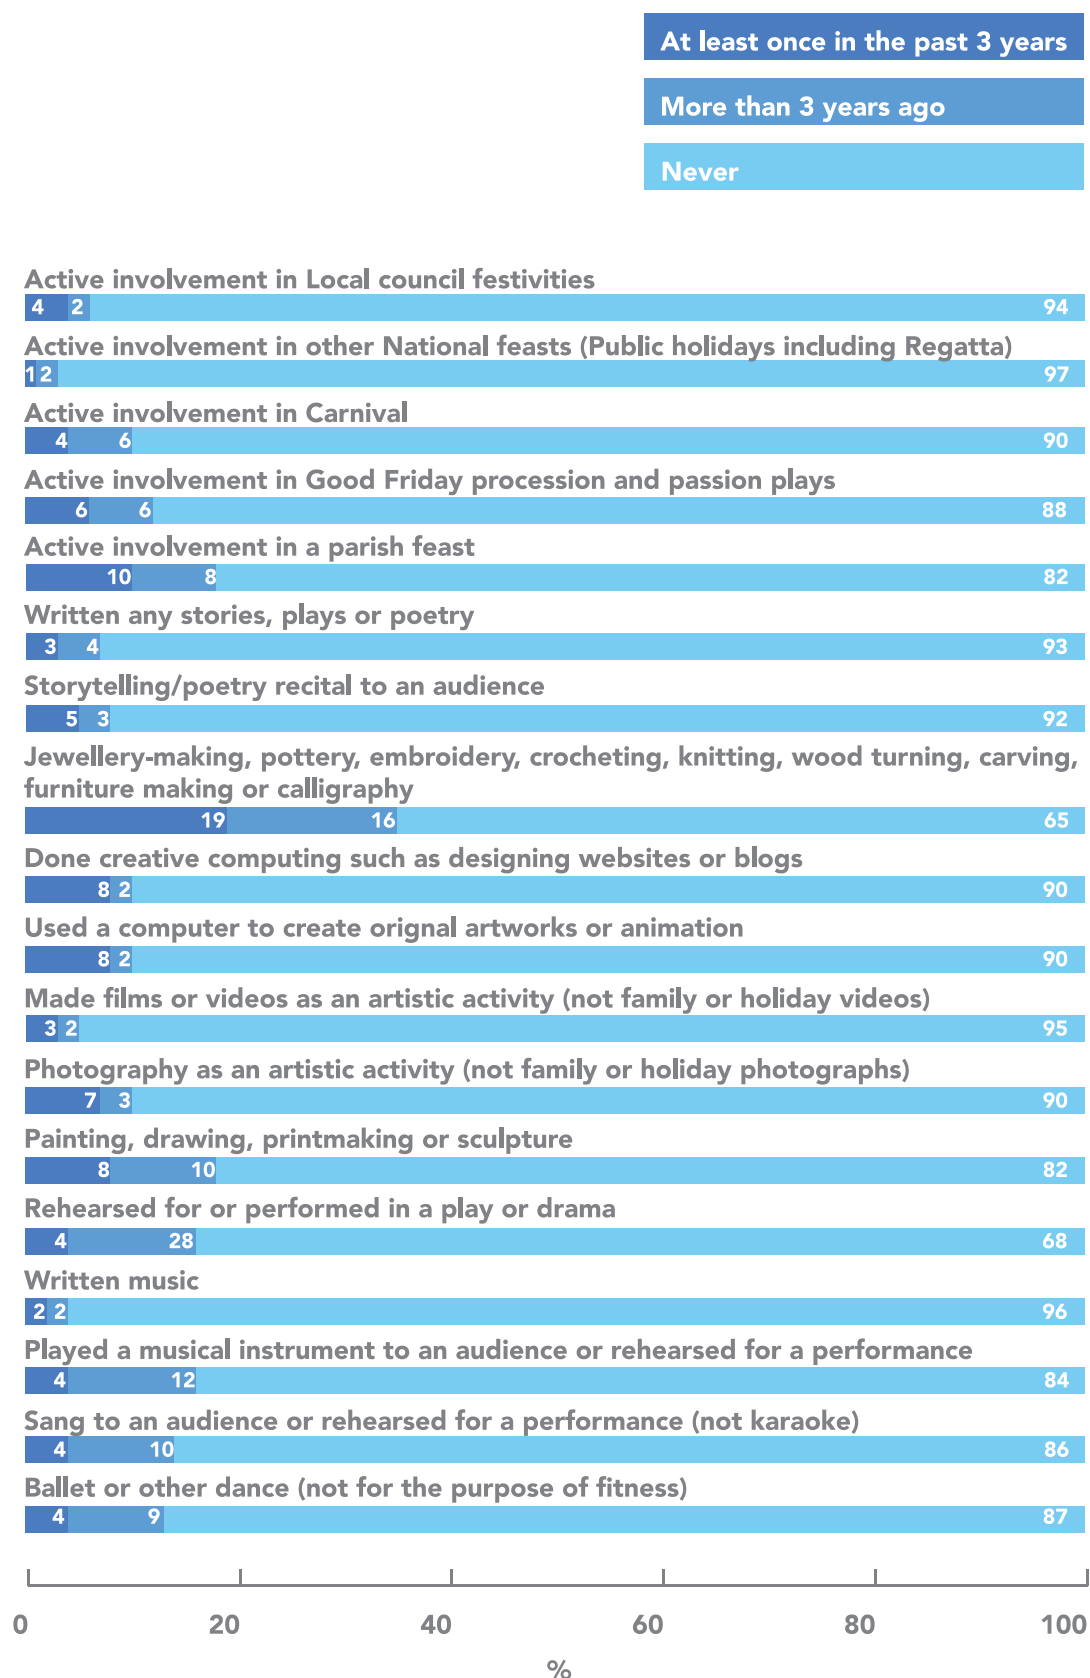 At least once in the past 3 years
More than 3 years ago
Never
Active involvement in Local council festivities
4 2 94
Active involvement in other National feasts (Public holidays including Regatta)
1 2 97
Active involvement in Carnival
4 6 90
Active involvement in Good Friday procession and passion plays
6 6 88
Active involvement in a parish feast
10 8 82
Written any stories, plays or poetry
3 4 93
Storytelling/poetry recital to an audience
5 3 92
Jewellery-making, pottery, embroidery, crocheting, knitting, wood turning, carving,
furniture making or calligraphy
19 16 65
Done creative computing such as designing websites or blogs
8 2 90
Used a computer to create orignal artworks or animation
8 2 90
Made films or videos as an artistic activity (not family or holiday videos)
3 2 95
Photography as an artistic activity (not family or holiday photographs)
7 3 90
Painting, drawing, printmaking or sculpture
8 10 82
Rehearsed for or performed in a play or drama
4 28 68
Written music
2 2 96
Played a musical instrument to an audience or rehearsed for a performance
4 12 84
Sang to an audience or rehearsed for a performance (not karaoke)
4 10 86
Ballet or other dance (not for the purpose of fitness)
4 9 87
0 20 40 60 80 100
%